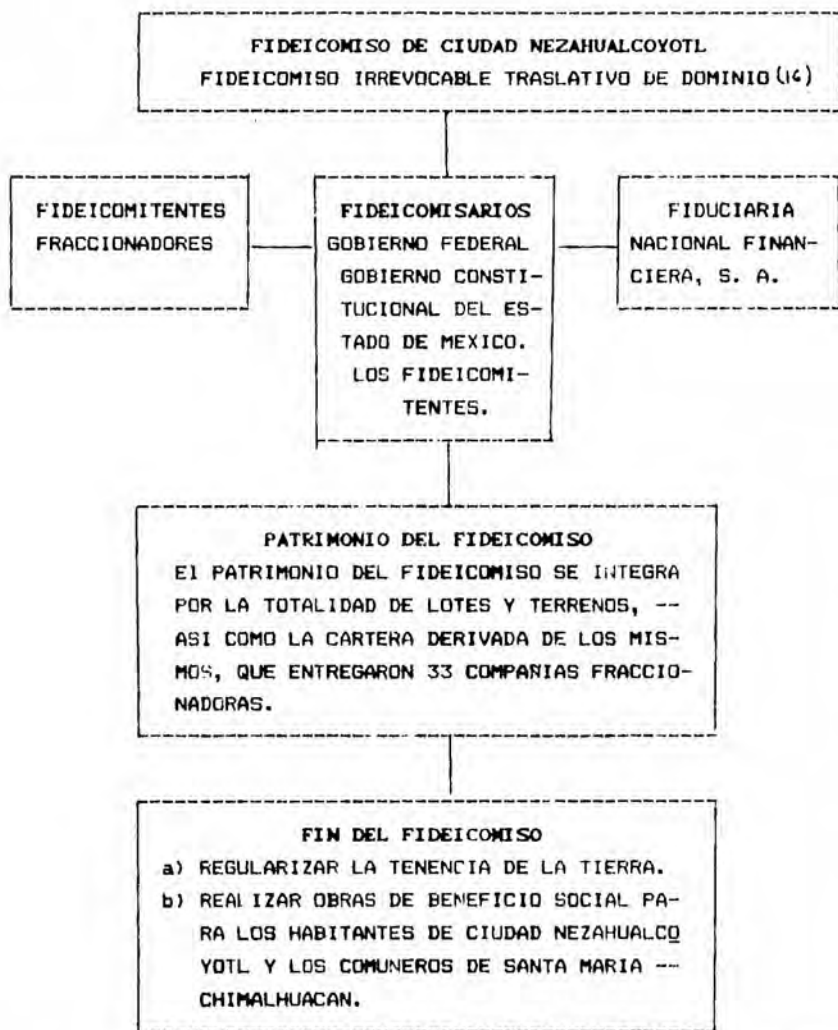 FIDEICOMISO DE CIUDAD NEZAHUALCOYOTL
FIDEICOMISO IRREVOCABLE TRASLATIVO DE DOMINIO (16)
FIDEICOMITENTES
FRACCIONADORES
FIDEICOMISARIOS
GOBIERNO FEDERAL
GOBIERNO CONSTI-
TUCIONAL DEL ES-
TADO DE MEXICO.
LOS FIDEICOMI-
TENTES.
FIDUCIARIA
NACIONAL FINAN-
CIERA, S. A.
PATRIMONIO DEL FIDEICOMISO
El PATRIMONIO DEL FIDEICOMISO SE INTEGRA
POR LA TOTALIDAD DE LOTES Y TERRENOS, --
ASI COMO LA CARTERA DERIVADA DE LOS MIS-
MOS, QUE ENTREGARON 33 COMPAÑIAS FRACCIO-
NADORAS.
FIN DEL FIDEICOMISO
a) REGULARIZAR LA TENENCIA DE LA TIERRA.
b) REALIZAR OBRAS DE BENEFICIO SOCIAL PA-
RA LOS HABITANTES DE CIUDAD NEZAHUALCO
YOTL Y LOS COMUNEROS DE SANTA MARIA --
CHIMALHUACAN.